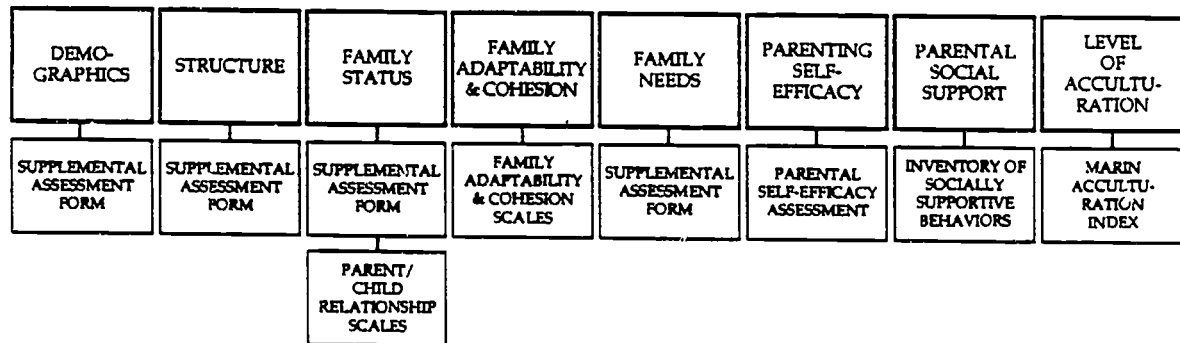 DEMO-
GRAPHICS
STRUCTURE
FAMILY
STATUS
FAMILY
ADAPTABILITY
& COHESION
FAMILY
NEEDS
PARENTING
SELF-
EFFICACY
PARENTAL
SOCIAL
SUPPORT
LEVEL
OF
ACCULTU-
RATION
SUPPLEMENTAL
ASSESSMENT
FORM
SUPPLEMENTAL
ASSESSMENT
FORM
SUPPLEMENTAL
ASSESSMENT
FORM
FAMILY
ADAPTABILITY
& COHESION
SCALES
SUPPLEMENTAL
ASSESSMENT
FORM
PARENTAL
SELF-EFFICACY
ASSESSMENT
INVENTORY OF
SOCIALLY
SUPPORTIVE
BEHAVIORS
MARIN
ACCULTU-
RATION
INDEX
PARENT/
CHILD
RELATIONSHIP
SCALES